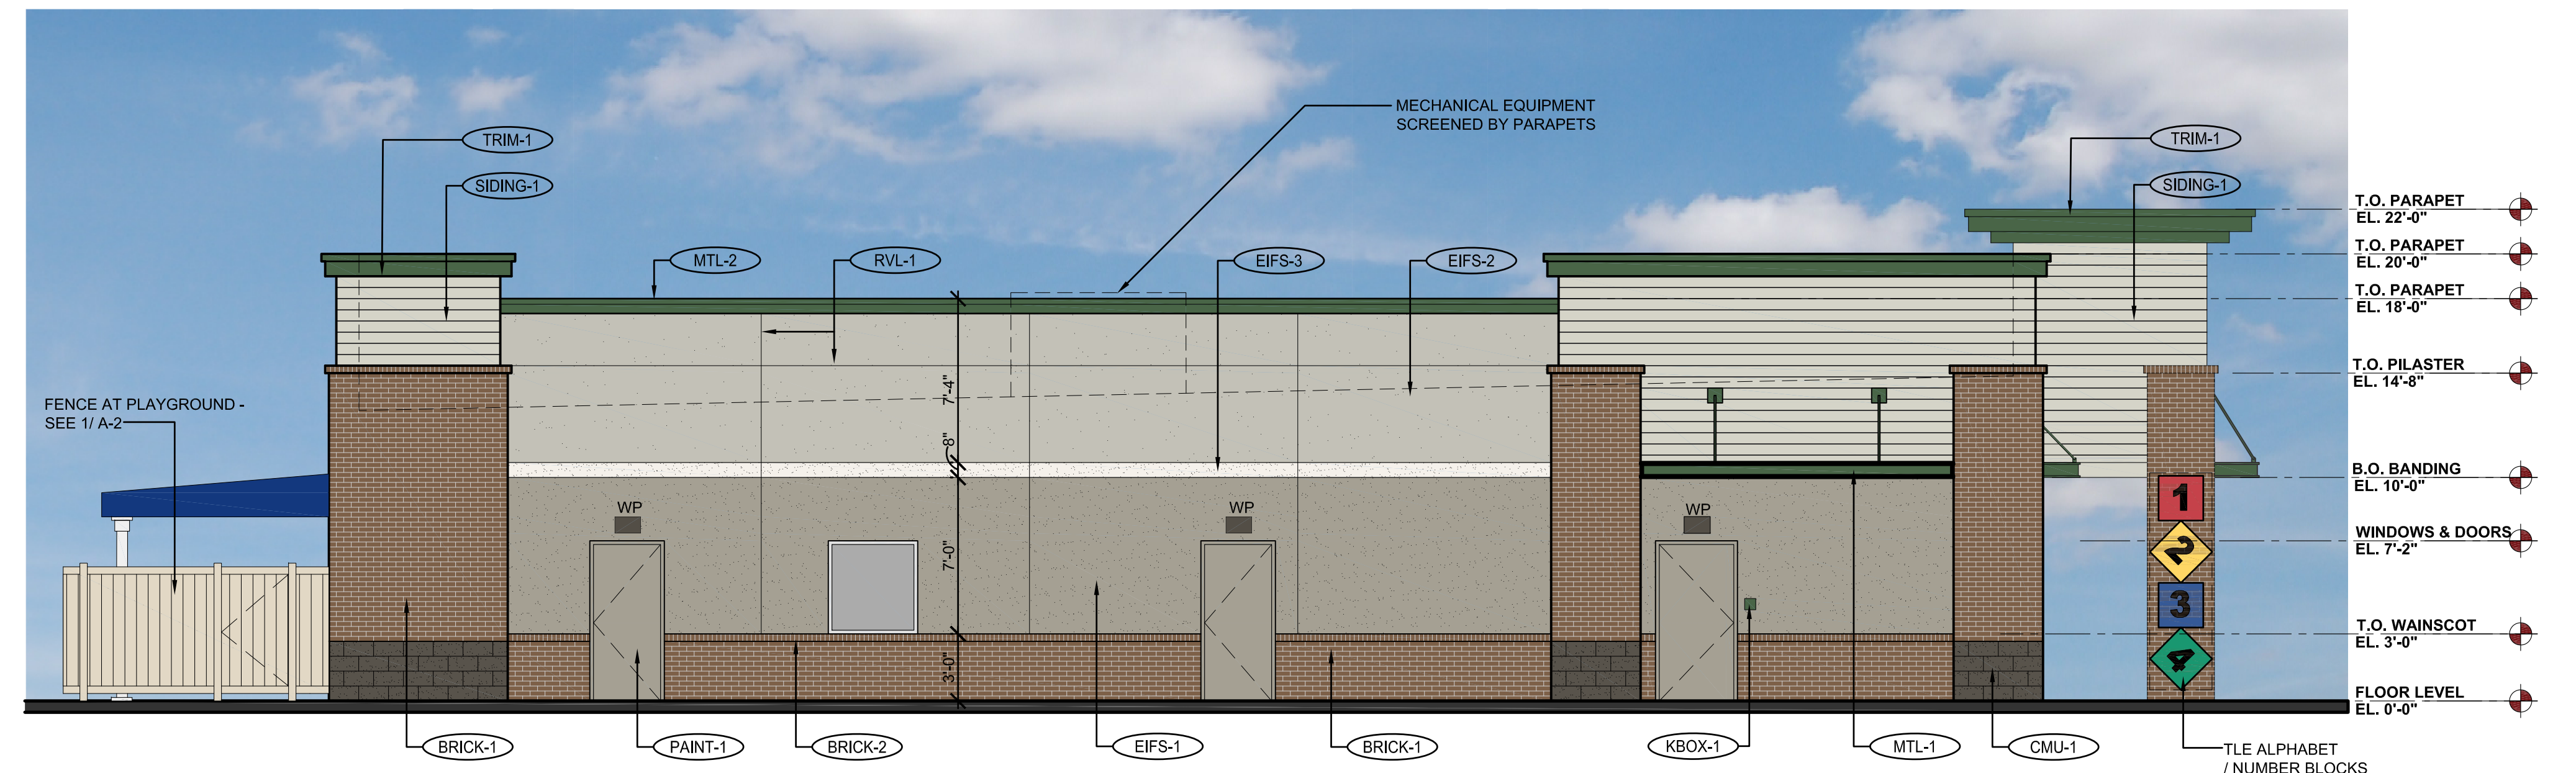 MECHANICAL EQUIPMENT
SCREENED BY PARAPETS
TRIM-1
TRIM-1
SIDING-1
SIDING-1
T.O. PARAPET
EL. 22'-0"
T.O. PARAPET
EL. 20'-0"
MTL-2
RVL-1
EIFS-3
EIFS-2
T.O. PARAPET
EL. 18'-0"
T.O. PILASTER
EL. 14'-8"
7'-4"
FENCE AT PLAYGROUND -
SEE 1/ A-2
8"
B.O. BANDING
EL. 10'-0"
1
WP
WP
WP
WINDOWS & DOORS
EL. 7'-2"
2
7'-0"
3
T.O. WAINSCOT
EL. 3'-0"
4
3'-0"
FLOOR LEVEL
EL. 0'-0"
BRICK-1
PAINT-1
BRICK-2
EIFS-1
BRICK-1
KBOX-1
MTL-1
CMU-1
TLE ALPHABET
/ NUMBER BLOCKS